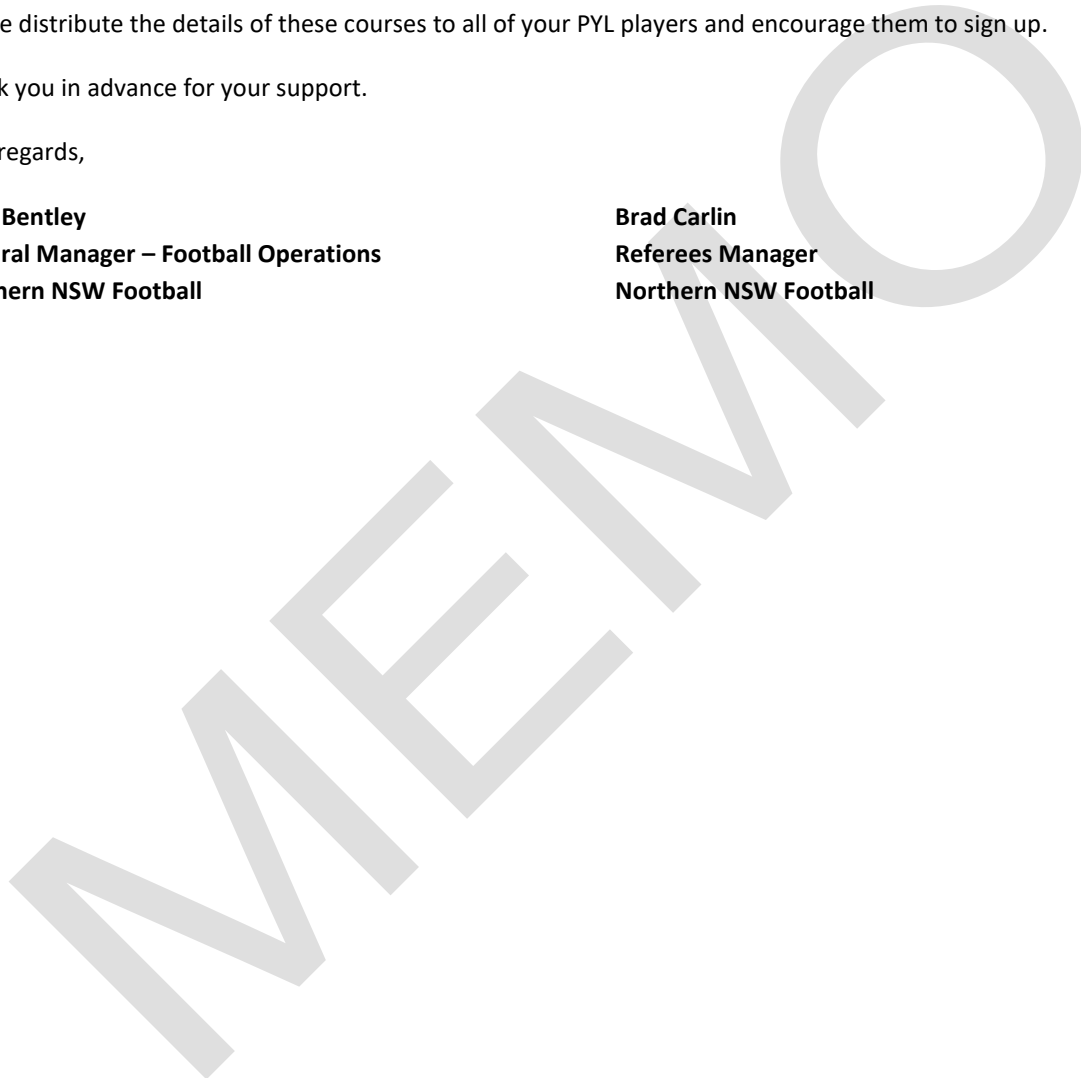 e distribute the details of these courses to all of your PYL players and encourage them to sign up.
k you in advance for your support.
regards,
Bentley
Brad Carlin
ral Manager – Football Operations
Referees Manager
hern NSW Football
Northern NSW Football
MEMO